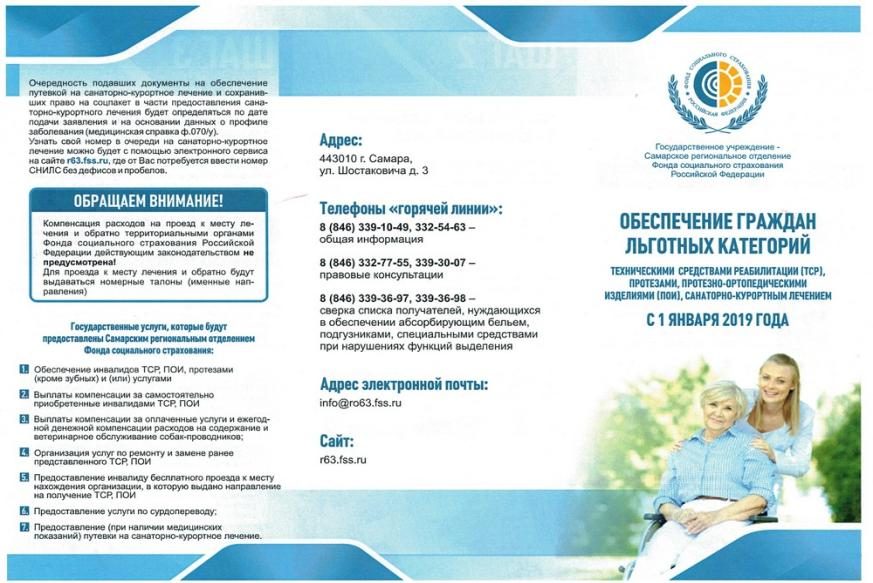 Очередность подавших документы на обеспечение
путевкой на санаторно-курортное лечение и сохранив-
ших право на соцпакет в части предоставления сана-
торно-курортного лечения будет определяться по дате
подачи заявления и на основании данных о профиле
заболевания (медицинская справка ф.070/у).
Узнать свой номер в очереди на санаторно-курортное
лечение можно будет с помощью электронного сервиса
на сайте r63.fss.ru, где от Вас потребуется ввести номер
СНИЛС без дефисов и пробелов.
ОБРАЩАЕМ ВНИМАНИЕ!
Компенсация расходов на проезд к месту ле-
чения и обратно территориальными органами
Фонда социального страхования Российской
Федерации действующим законодательством не
предусмотрена!
Для проезда к месту лечения и обратно будут
выдаваться номерные талоны (именные нап-
равления)
Государственные услуги, которые будут
предоставлены Самарским региональным отделением
Фонда социального страхования:
1. Обеспечение инвалидов ТСР, ПОИ, протезами
(кроме зубных) и (или) услугами
2. Выплаты компенсации за самостоятельно
приобретенные инвалидами ТСР, ПОИ
3. Выплаты компенсации за оплаченные услуги и ежегод-
ной денежной компенсации расходов на содержание и
ветеринарное обслуживание собак-проводников;
4. Организация услуг по ремонту и замене ранее
представленного ТСР, ПОИ
5. Предоставление инвалиду бесплатного проезда к месту
нахождения организации, в которую выдано направление
на получение ТСР, ПОИ
6. Предоставление услуги по сурдопереводу;
7. Предоставление (при наличии медицинских
показаний) путевки на санаторно-курортное лечение.
Адрес:
443010 г. Самара,
ул. Шостаковича д. 3
Телефоны «горячей линии»:
8 (846) 339-10-49, 332-54-63 –
общая информация
8 (846) 332-77-55, 339-30-07 –
правовые консультации
8 (846) 339-36-97, 339-36-98 –
сверка списка получателей, нуждающихся
в обеспечении абсорбирующим бельем,
подгузниками, специальными средствами
при нарушениях функций выделения
Адрес электронной почты:
info@ro63.fss.ru
Сайт:
r63.fss.ru
ФОНД СОЦИАЛЬНОГО СТРАХОВАНИЯ
РОССИЙСКАЯ ФЕДЕРАЦИЯ
Государственное учреждение -
Самарское региональное отделение
Фонда социального страхования
Российской Федерации
ОБЕСПЕЧЕНИЕ ГРАЖДАН
ЛЬГОТНЫХ КАТЕГОРИЙ
ТЕХНИЧЕСКИМИ СРЕДСТВАМИ РЕАБИЛИТАЦИИ (ТСР),
ПРОТЕЗАМИ, ПРОТЕЗНО-ОРТОПЕДИЧЕСКИМИ
ИЗДЕЛИЯМИ (ПОИ), САНАТОРНО-КУРОРТНЫМ ЛЕЧЕНИЕМ
С 1 ЯНВАРЯ 2019 ГОДА